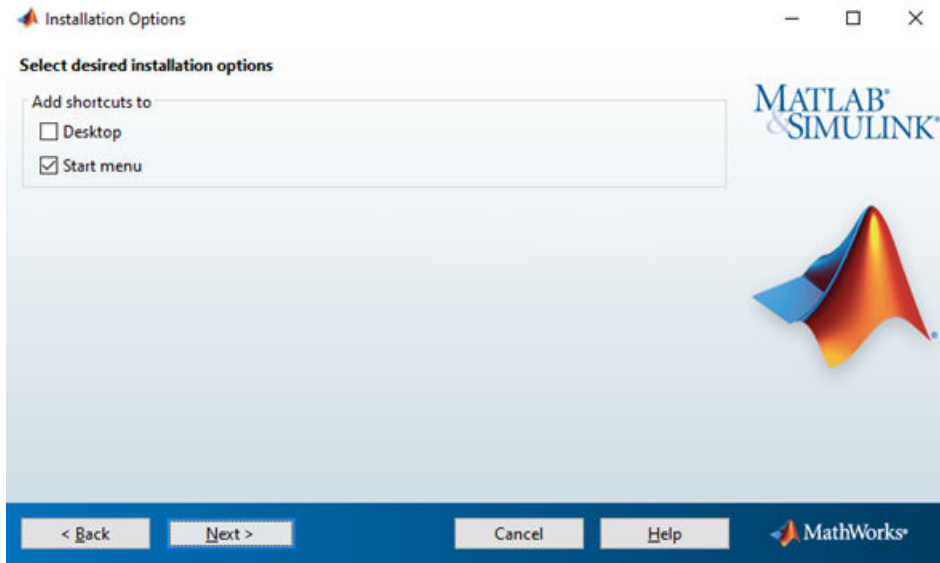 Installation Options
Select desired installation options
Add shortcuts to
Desktop
Start menu
MATLAB®
&SIMULINK®
< Back
Next >
Cancel
Help
MathWorks®